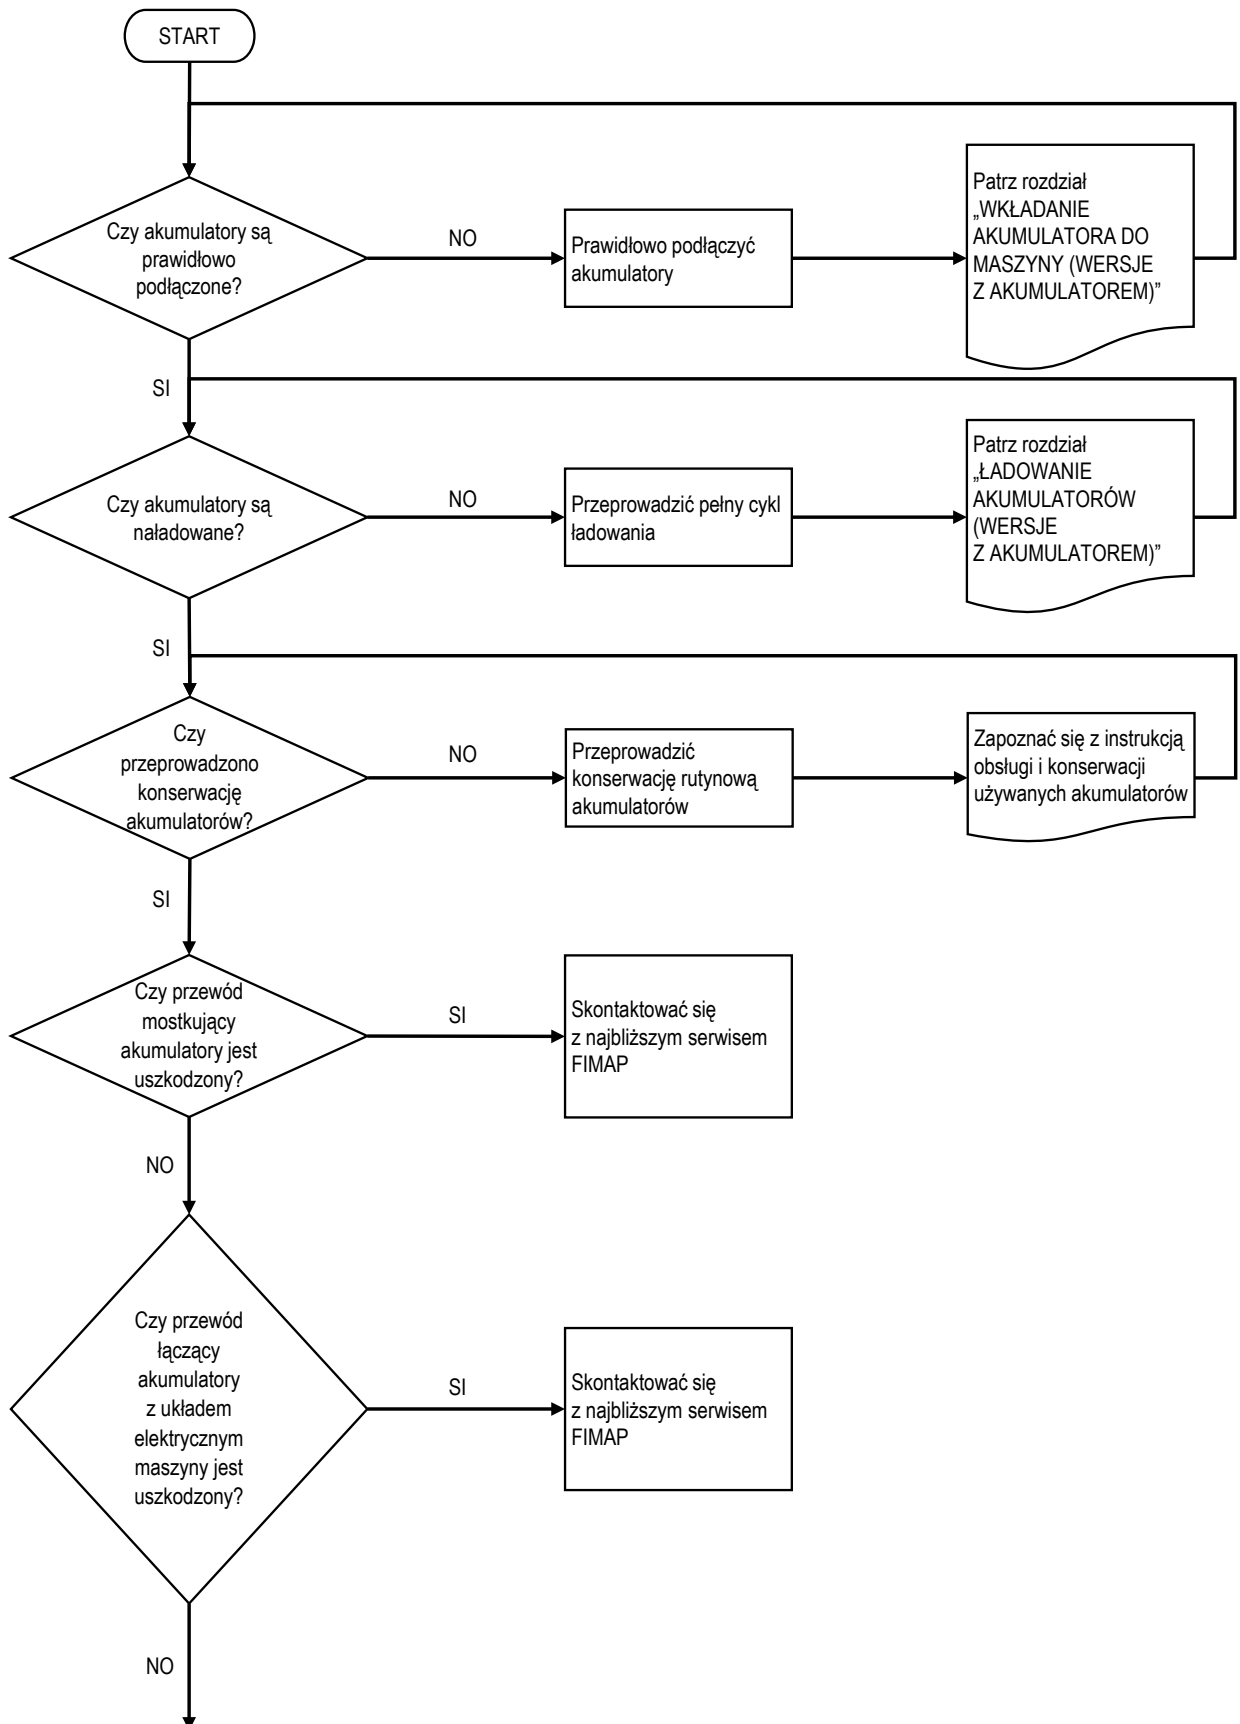 START
Czy akumulatory są
prawidłowo
podłączone?
NO
Prawidłowo podłączyć
akumulatory
Patrz rozdział
„WKŁADANIE
AKUMULATORA DO
MASZYNY (WERSJE
Z AKUMULATOREM)”
SI
Czy akumulatory są
naładowane?
NO
Przeprowadzić pełny cykl
ładowania
Patrz rozdział
„ŁADOWANIE
AKUMULATORÓW
(WERSJE
Z AKUMULATOREM)”
SI
Czy
przeprowadzono
konserwację
akumulatorów?
NO
Przeprowadzić
konserwację rutynową
akumulatorów
Zapoznać się z instrukcją
obsługi i konserwacji
używanych akumulatorów
SI
Czy przewód
mostkujący
akumulatory jest
uszkodzony?
SI
Skontaktować się
z najbliższym serwisem
FIMAP
NO
Czy przewód
łączący
akumulatory
z układem
elektrycznym
maszyny jest
uszkodzony?
SI
Skontaktować się
z najbliższym serwisem
FIMAP
NO